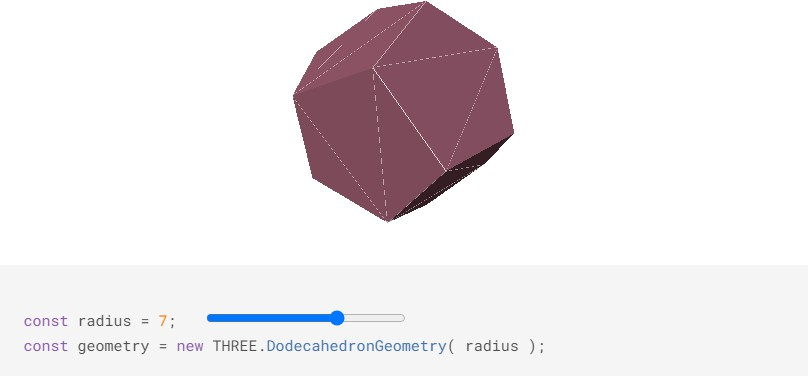 const radius = 7;
const geometry = new THREE.DodecahedronGeometry( radius );